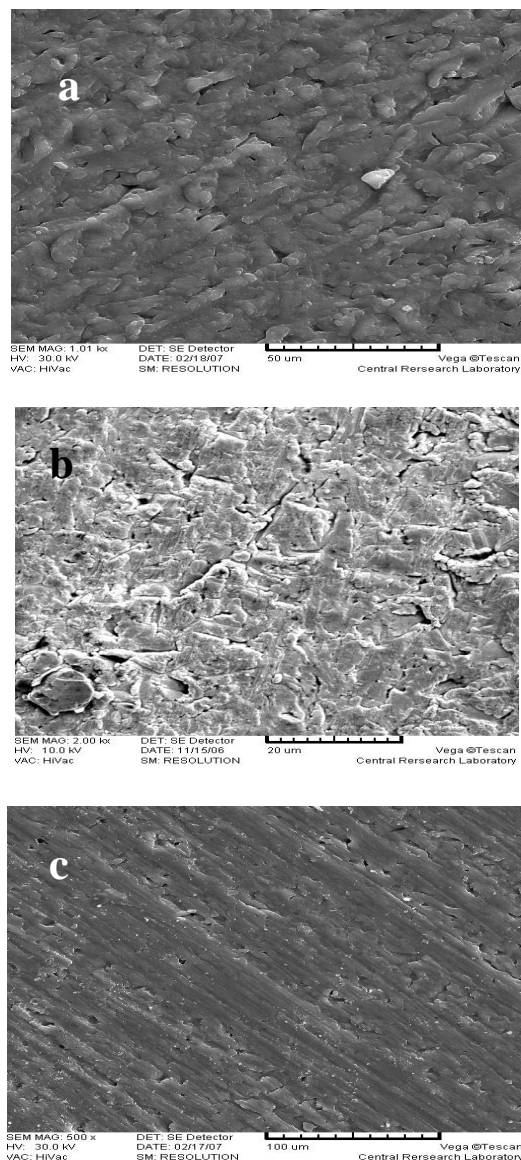 a
SEM MAG: 1.01 kx DET: SE Detector
HV: 30.0 kV DATE: 02/18/07 50 um Vega ©Tescan
VAC: HiVac SM: RESOLUTION Central Rersearch Laboratory
b
SEM MAG: 2.00 kx DET: SE Detector
HV: 10.0 kV DATE: 11/15/06 20 um Vega ©Tescan
VAC: HiVac SM: RESOLUTION Central Rersearch Laboratory
c
SEM MAG: 500 x DET: SE Detector
HV: 30.0 kV DATE: 02/17/07 100 um Vega ©Tescan
VAC: HiVac SM: RESOLUTION Central Rersearch Laboratory